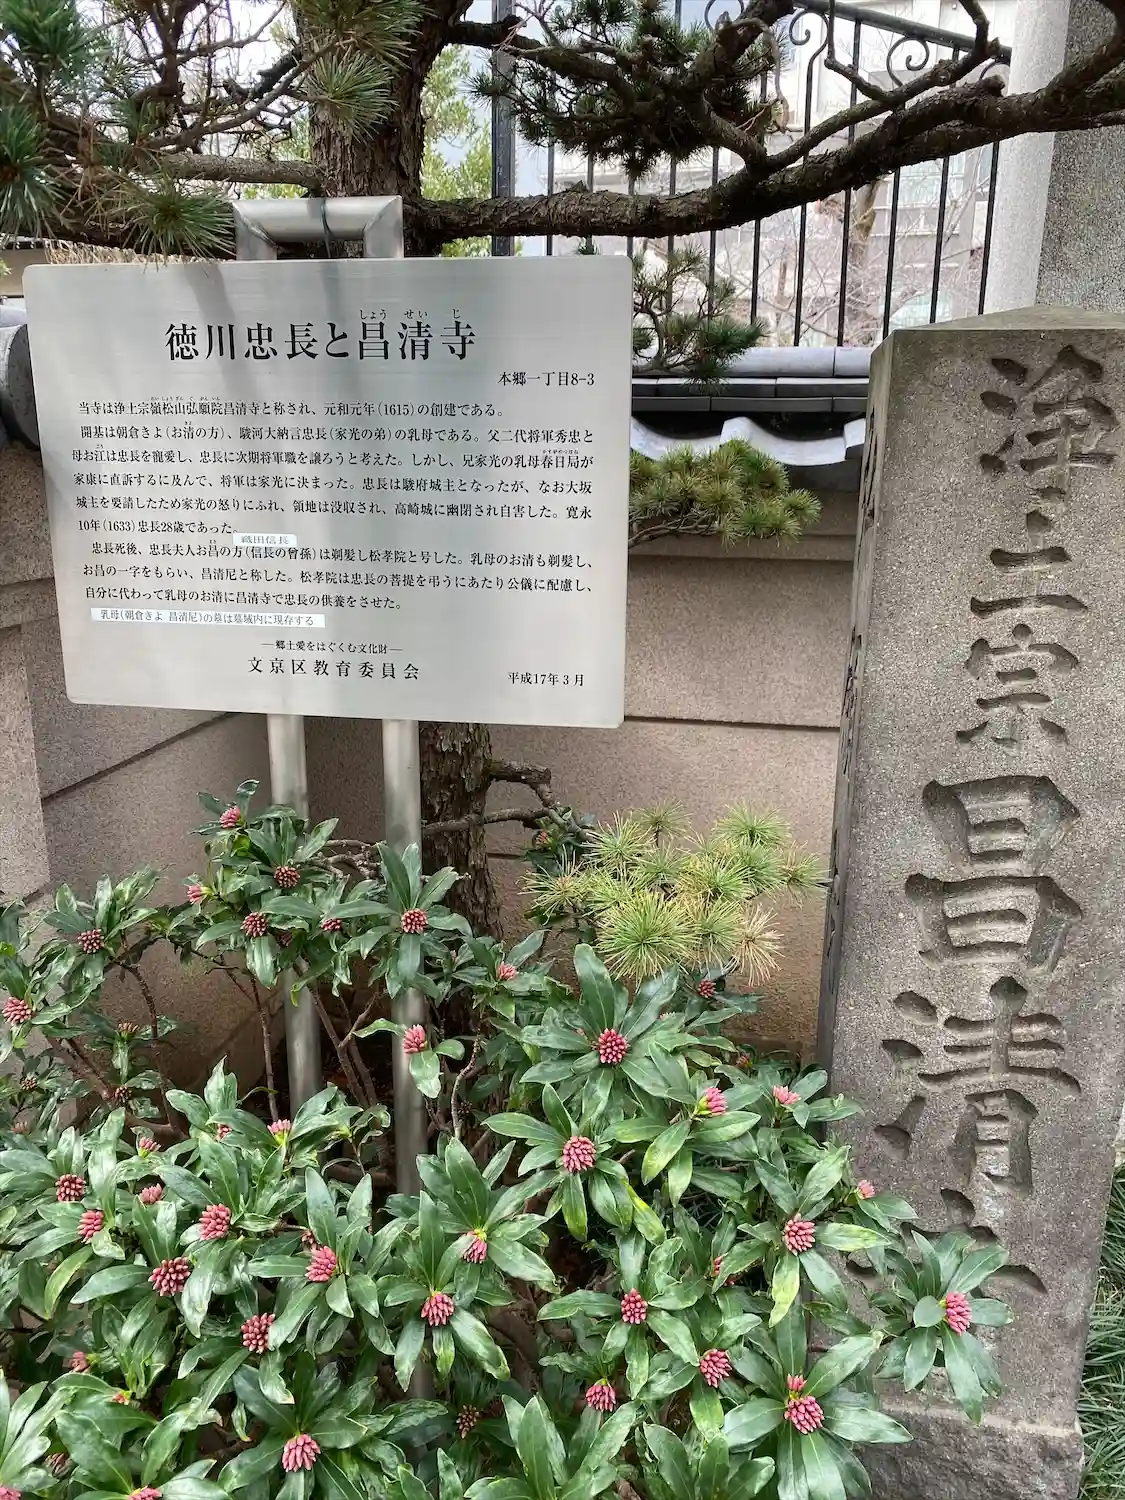 徳川忠長と昌清寺
しょう せい じ
本郷一丁目8-3
当寺は浄土宗嶺松山弘願院昌清寺と称され、元和元年(1615)の創建である。
開基は朝倉きよ(お清の方)、駿河大納言忠長(家光の弟)の乳母である。父二代将軍秀忠と
母お江は忠長を寵愛し、忠長に次期将軍職を譲ろうと考えた。しかし、兄家光の乳母春日局が
家康に直訴するに及んで、将軍は家光に決まった。忠長は駿府城主となったが、なお大坂
城主を要請したため家光の怒りにふれ、領地は没収され、高崎城に幽閉され自害した。寛永
10年(1633)忠長28歳であった。
織田信長
忠長死後、忠長夫人お昌の方(信長の曾孫)は剃髪し松孝院と号した。乳母のお清も剃髪し、
お昌の一字をもらい、昌清尼と称した。松孝院は忠長の菩提を弔うにあたり公儀に配慮し、
自分に代わって乳母のお清に昌清寺で忠長の供養をさせた。
乳母(朝倉きよ 昌清尼)の墓は墓域内に現存する
―郷土愛をはぐくむ文化財―
文京区教育委員会
平成17年3月
浄土宗昌清寺